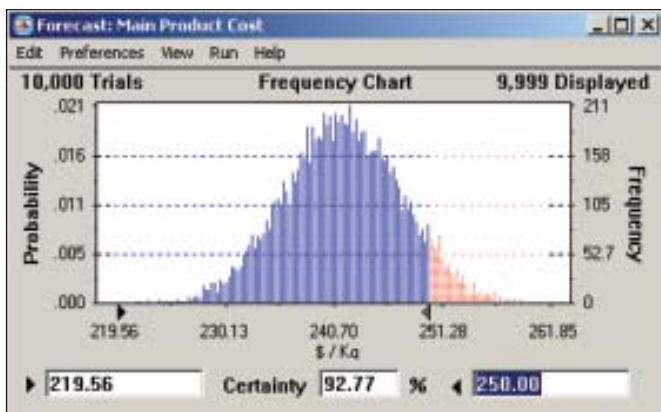 Forecast: Main Product Cost
Edit Preferences View Run Help
10,000 Trials Frequency Chart 9,999 Displayed
.021 211
.016 158
.011 105
.005 52.7
.000 0
Probability
Frequency
219.56 230.13 240.70 251.28 261.85
$ / Kg
219.56 Certainty 92.77 % 250.00